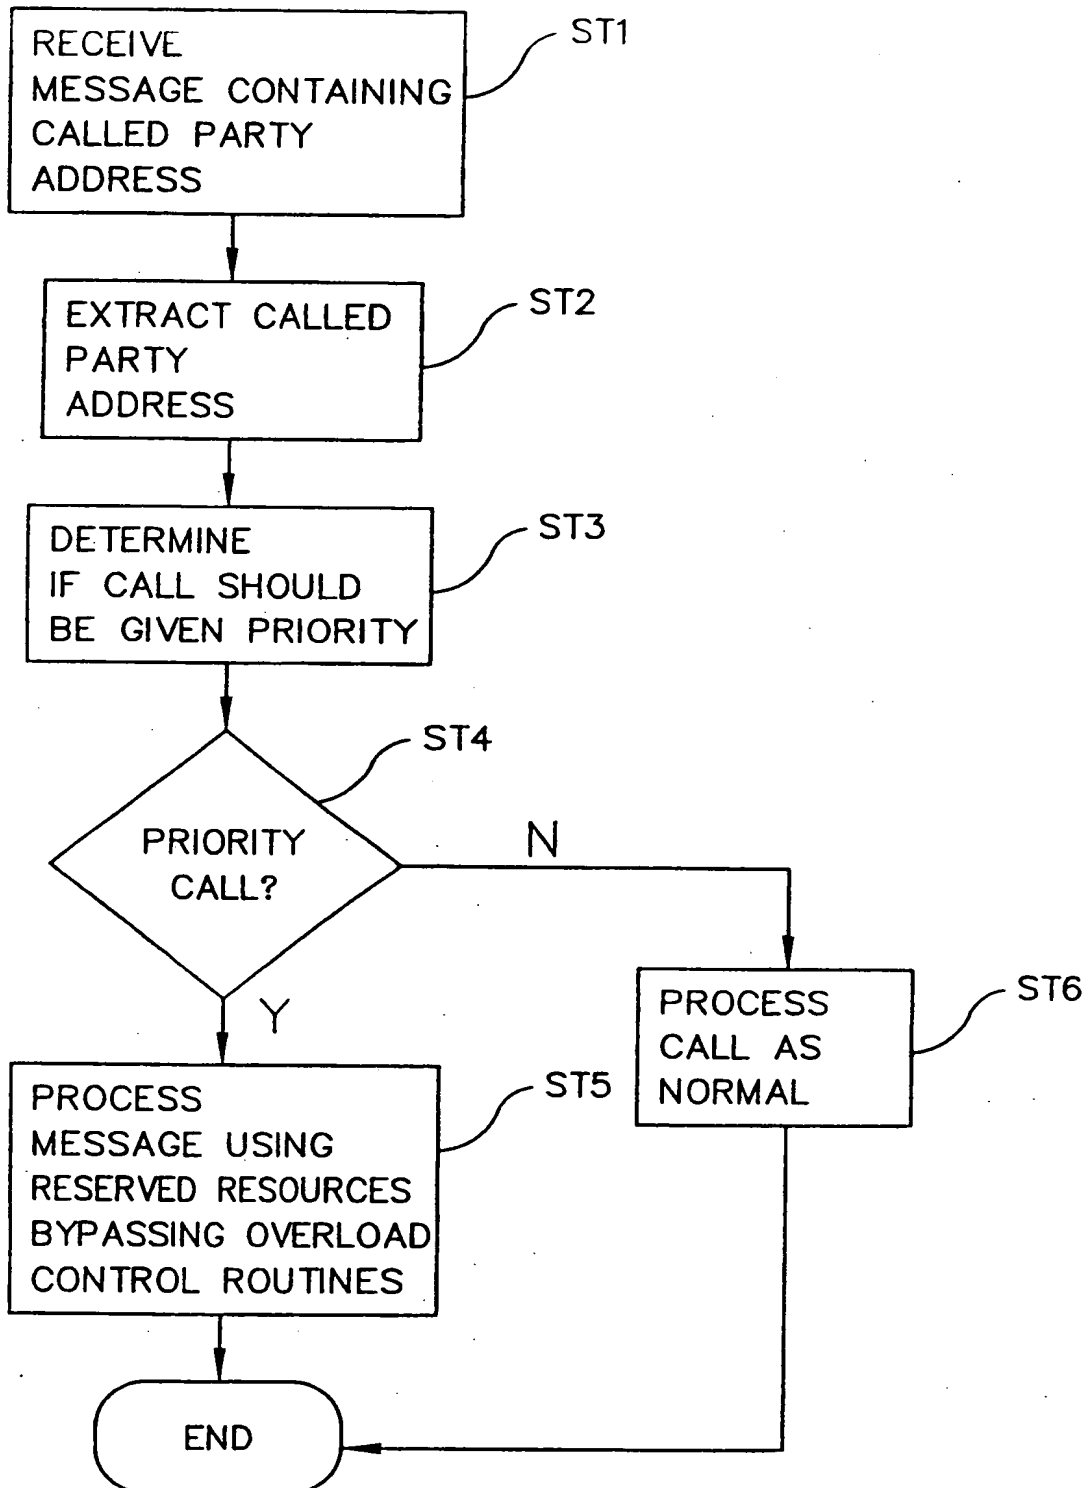 RECEIVE
MESSAGE CONTAINING
CALLED PARTY
ADDRESS
ST1
EXTRACT CALLED
PARTY
ADDRESS
ST2
DETERMINE
IF CALL SHOULD
BE GIVEN PRIORITY
ST3
PRIORITY
CALL?
ST4
N
Y
PROCESS
MESSAGE USING
RESERVED RESOURCES
BYPASSING OVERLOAD
CONTROL ROUTINES
ST5
PROCESS
CALL AS
NORMAL
ST6
END